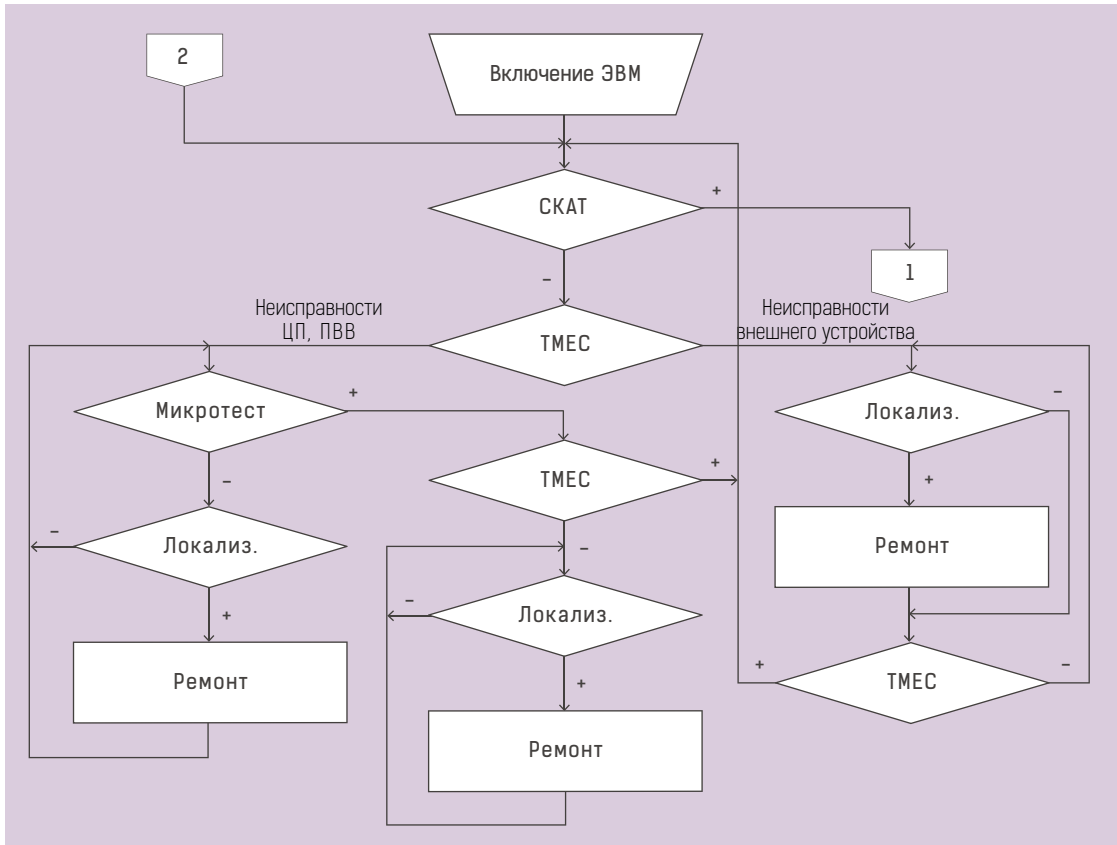 2
Включение ЭВМ
СКАТ
+
1
–
Неисправности
ЦП, ПВВ
ТМЕС
Неисправности
внешнего устройства
Микротест
+
Локализ.
–
ТМЕС
+
–
+
–
Локализ.
–
Ремонт
–
Локализ.
+
Ремонт
+
ТМЕС
–
+
Ремонт